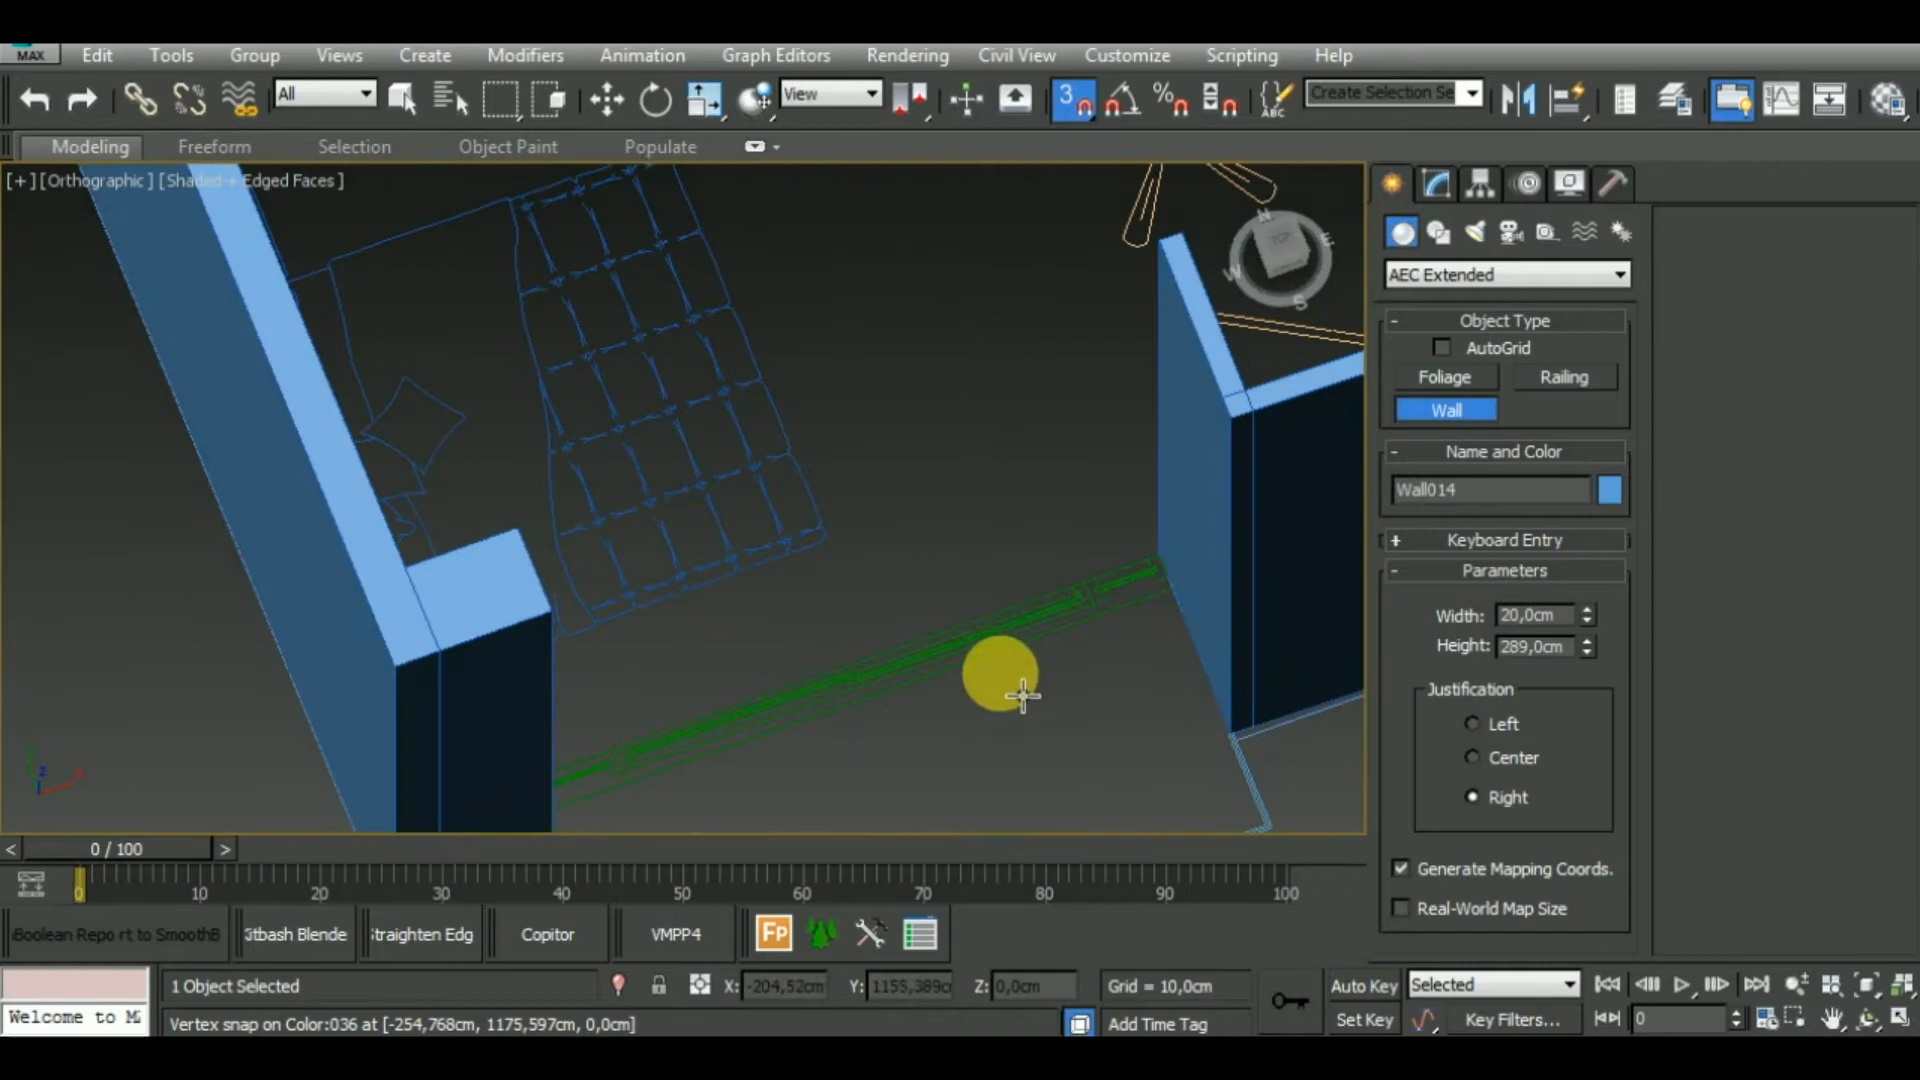 MAX Edit Tools Group Views Create Modifiers Animation Graph Editors Rendering Civil View Customize Scripting Help
All View 3 % ABC Create Selection Se
Modeling Freeform Selection Object Paint Populate
[+] [Orthographic] [Shaded + Edged Faces]
N
TOP
E
W
S
AEC Extended
- Object Type
AutoGrid
Foliage Railing
Wall
- Name and Color
Wall014
+ Keyboard Entry
- Parameters
Width: 20,0cm
Height: 289,0cm
Justification
Left
Center
Right
Generate Mapping Coords.
Real-World Map Size
z x
< 0 / 100 >
0 10 20 30 40 50 60 70 80 90 100
Boolean Repo rt to SmoothB itbash Blende traighten Edg Copitor VMPP4 Fp
1 Object Selected X: -204,52cm Y: 1155,389c Z: 0,0cm Grid = 10,0cm Auto Key Selected
Welcome to M Vertex snap on Color:036 at [-254,768cm, 1175,597cm, 0,0cm] Add Time Tag Set Key Key Filters... 0